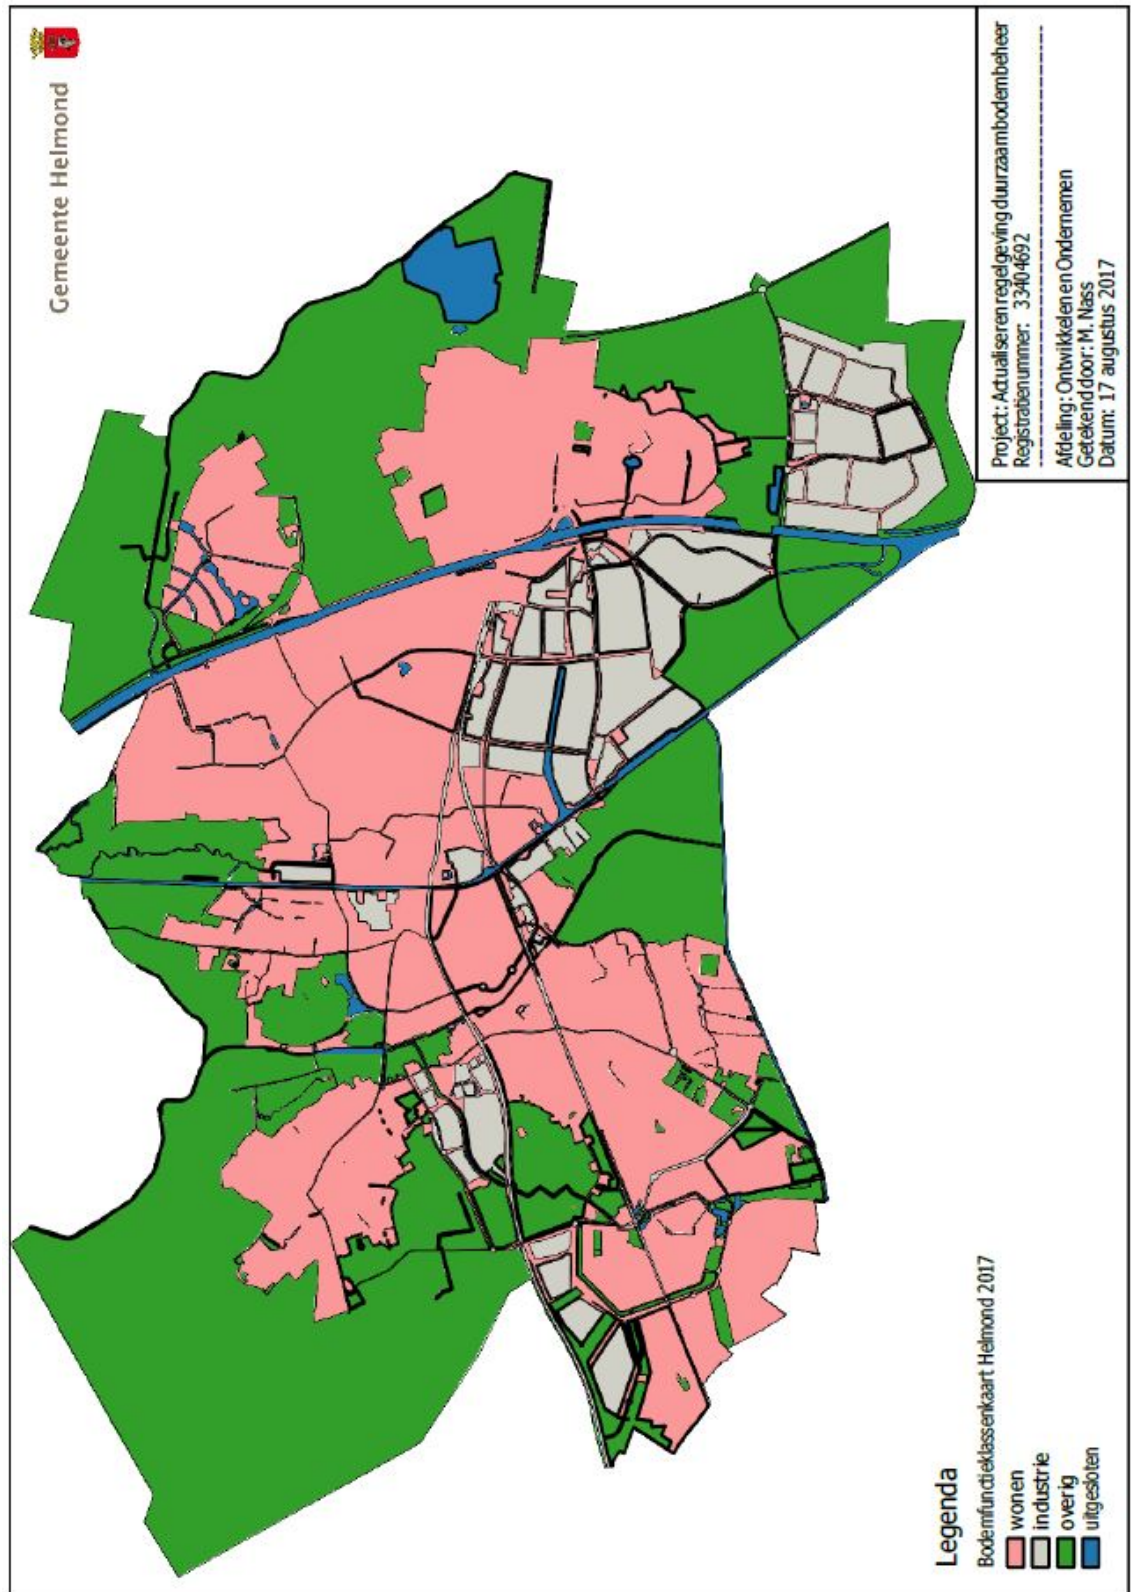 Gemeente Helmond
Legenda
Bodemfunctieklassenkaart Helmond 2017
wonen
industrie
overig
uitgesloten
Project: Actualiseren regelgeving duurzaam bodembeheer
Registratienummer: 33404692
Afdeling: Ontwikkelen en Ondernemen
Getekend door: M. Nass
Datum: 17 augustus 2017